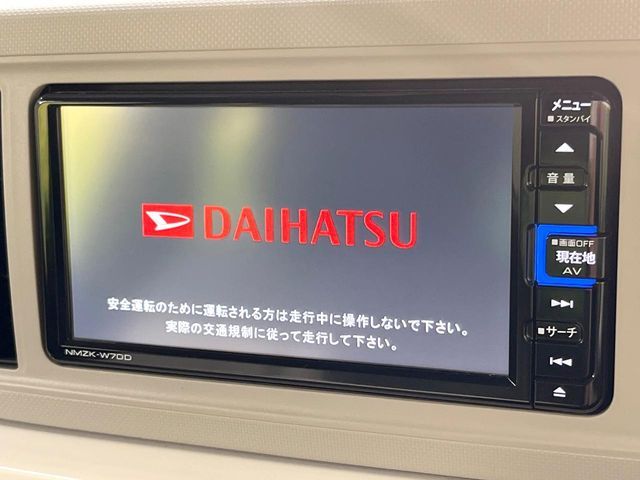 DAIHATSU
安全運転のために運転される方は走行中に操作しないで下さい。
実際の交通規制に従って走行して下さい。
NMZK-W70D
メニュー
スタンバイ
音量
画面OFF
現在地
AV
サーチ